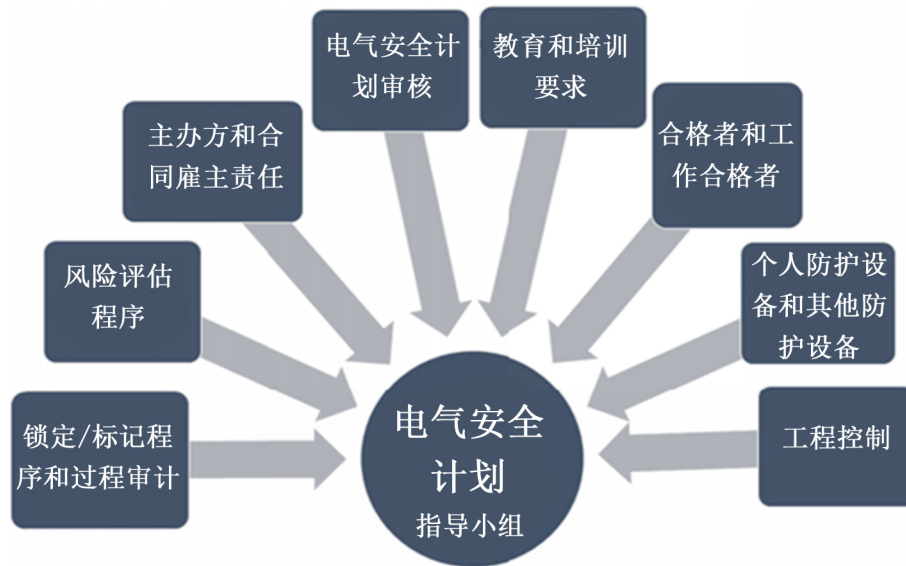 电气安全计
划审核
教育和培训
要求
主办方和合
同雇主责任
合格者和工
作合格者
风险评估
程序
个人防护设
备和其他防
护设备
锁定/标记程
序和过程审计
工程控制
电气安全
计划
指导小组